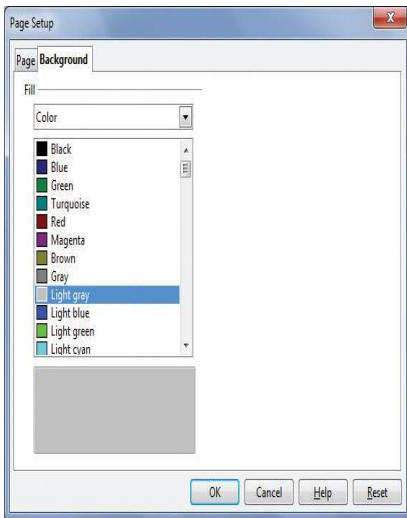 Page Setup
X
Page Background
Fill
Color
Black
Blue
Green
Turquoise
Red
Magenta
Brown
Gray
Light gray
Light blue
Light green
Light cyan
OK Cancel Help Reset